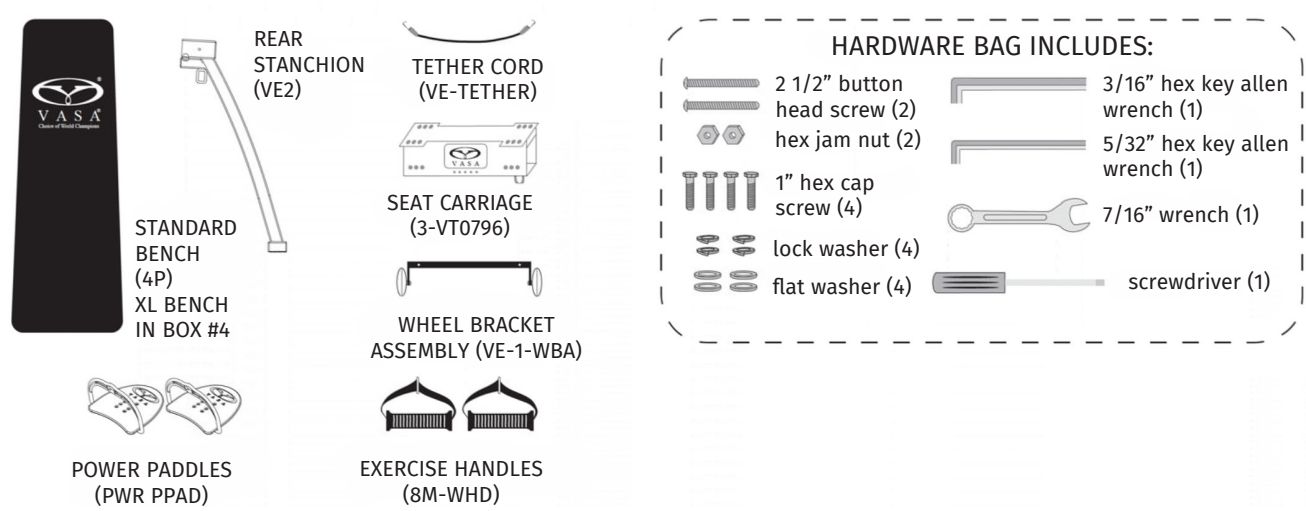 VASA
Choice of World Champions
STANDARD
BENCH
(4P)
XL BENCH
IN BOX #4
REAR
STANCHION
(VE2)
TETHER CORD
(VE-TETHER)
VASA
SEAT CARRIAGE
(3-VT0796)
WHEEL BRACKET
ASSEMBLY (VE-1-WBA)
POWER PADDLES
(PWR PPAD)
EXERCISE HANDLES
(8M-WHD)
HARDWARE BAG INCLUDES:
2 1/2” button
head screw (2)
hex jam nut (2)
1” hex cap
screw (4)
lock washer (4)
flat washer (4)
3/16” hex key allen
wrench (1)
5/32” hex key allen
wrench (1)
7/16” wrench (1)
screwdriver (1)